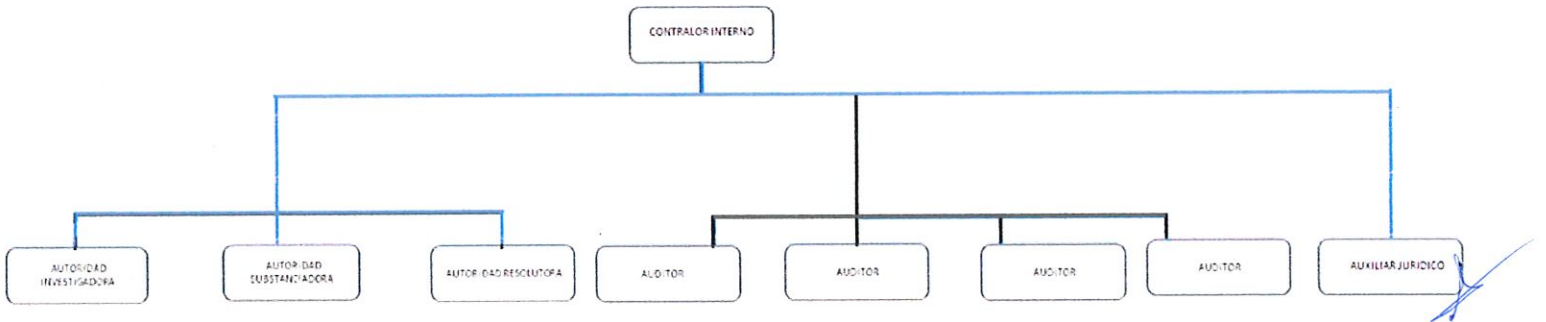 CONTRALOR INTERNO
AUTORIDAD
INVESTIGADORA
AUTORIDAD
SUBSTANCIADORA
AUTORIDAD RESOLUTORA
AUDITOR
AUDITOR
AUDITOR
AUDITOR
AUXILIAR JURIDICO